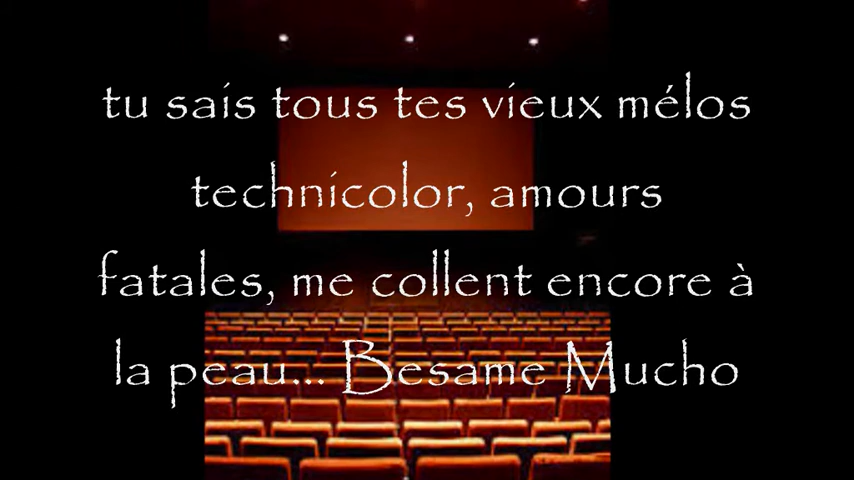 tu sais tous tes vieux mélos
technicolor, amours
fatales, me collent encore à
la peau... Besame Mucho